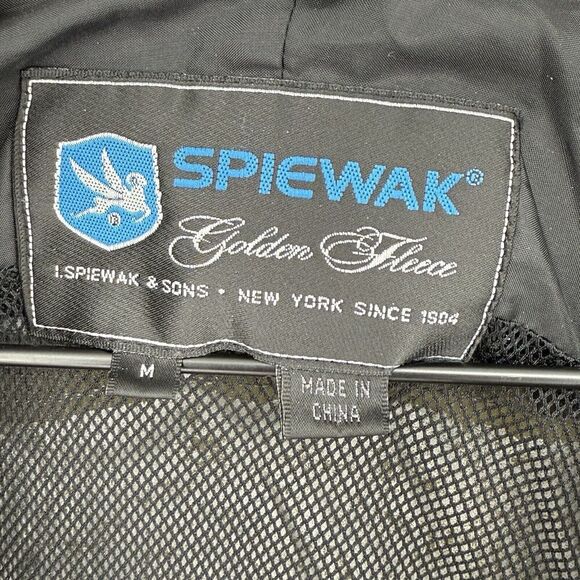 SPIEWAK®
Golden Fleece
I.SPIEWAK & SONS • NEW YORK SINCE 1904
M
MADE IN
CHINA